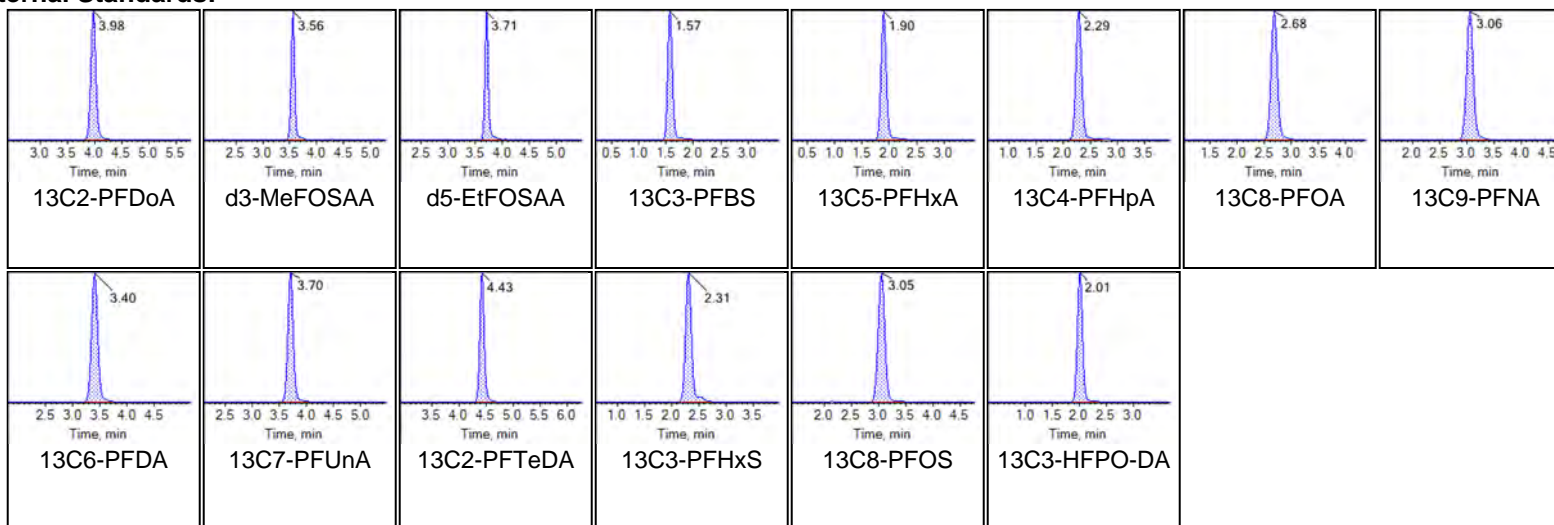 3.98
3.0 3.5 4.0 4.5 5.0 5.5
Time, min
13C2-PFDoA
3.56
2.5 3.0 3.5 4.0 4.5 5.0
Time, min
d3-MeFOSAA
3.71
2.5 3.0 3.5 4.0 4.5 5.0
Time, min
d5-EtFOSAA
1.57
0.5 1.0 1.5 2.0 2.5 3.0
Time, min
13C3-PFBS
1.90
1.0 1.5 2.0 2.5 3.0
Time, min
13C5-PFHxA
2.29
1.0 1.5 2.0 2.5 3.0 3.5
Time, min
13C4-PFHpA
2.68
1.5 2.0 2.5 3.0 3.5 4.0
Time, min
13C8-PFOA
3.06
2.0 2.5 3.0 3.5 4.0 4.5
Time, min
13C9-PFNA
3.40
2.5 3.0 3.5 4.0 4.5
Time, min
13C6-PFDA
3.70
2.5 3.0 3.5 4.0 4.5 5.0
Time, min
13C7-PFUnA
4.43
3.5 4.0 4.5 5.0 5.5 6.0
Time, min
13C2-PFTeDA
2.31
1.0 1.5 2.0 2.5 3.0 3.5
Time, min
13C3-PFHxS
3.05
2.0 2.5 3.0 3.5 4.0 4.5
Time, min
13C8-PFOS
2.01
1.0 1.5 2.0 2.5 3.0
Time, min
13C3-HFPO-DA